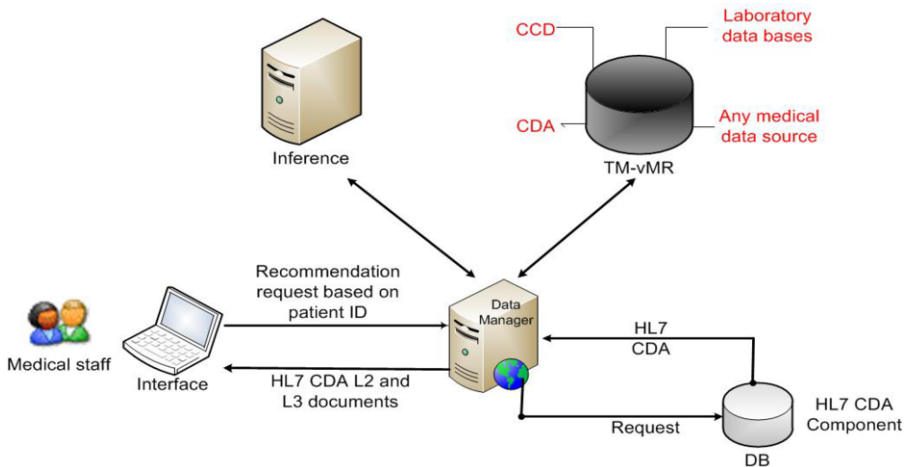 CCD
Laboratory
data bases
CDA
Any medical
data source
Inference
TM-vMR
Recommendation
request based on
patient ID
Data
Manager
HL7
CDA
Medical staff
Interface
HL7 CDA L2 and
L3 documents
Request
HL7 CDA
Component
DB